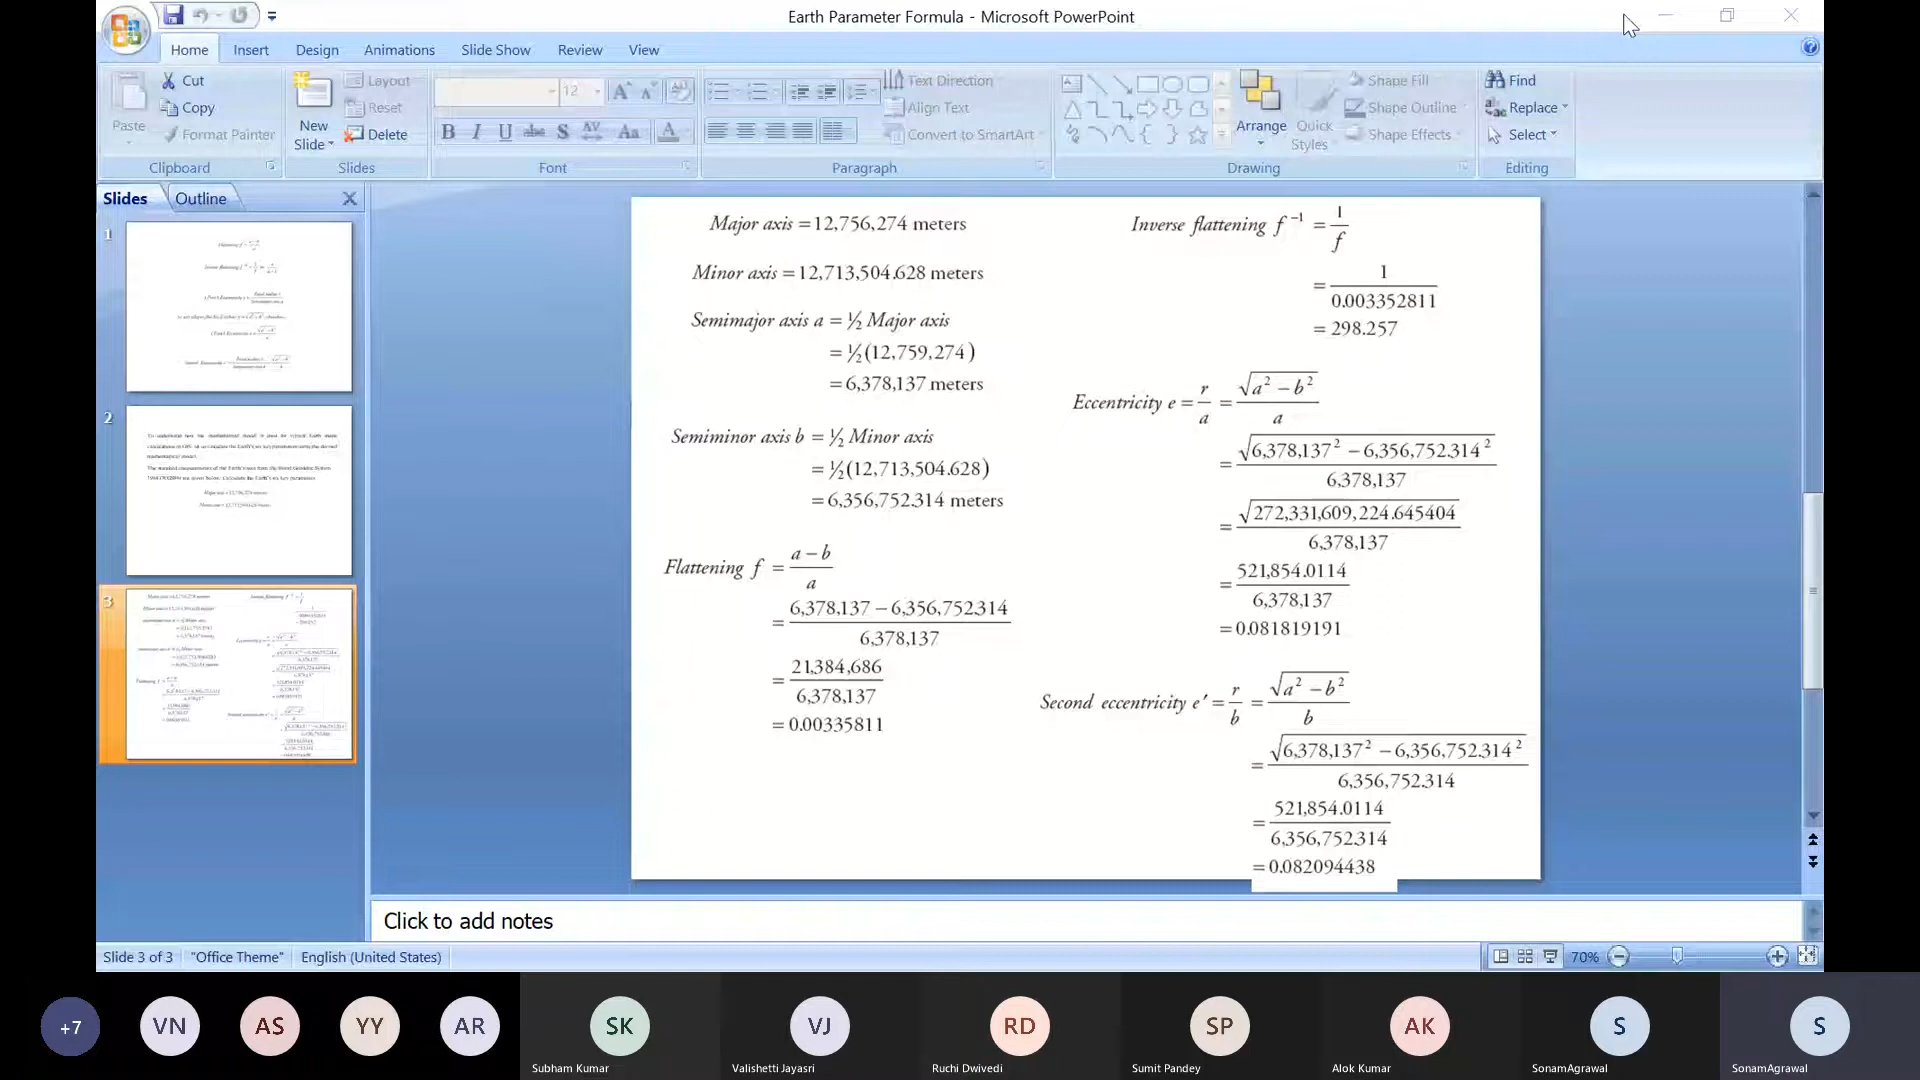 Earth Parameter Formula - Microsoft PowerPoint
Home Insert Design Animations Slide Show Review View
Paste Cut Copy Format Painter
Clipboard
New Slide Layout Reset Delete
Slides
12
B I U abc S AV Aa A
Font
Text Direction
Align Text
Convert to SmartArt
Paragraph
Arrange Quick Styles Shape Fill Shape Outline Shape Effects
Drawing
Find
Replace
Select
Editing
Slides Outline
1
2
3
Major axis = 12,756,274 meters
Minor axis = 12,713,504.628 meters
Semimajor axis a = ½ Major axis
= ½(12,759,274)
= 6,378,137 meters
Semiminor axis b = ½ Minor axis
= ½(12,713,504.628)
= 6,356,752.314 meters
Flattening f = (a – b) / a
= (6,378,137 – 6,356,752.314) / 6,378,137
= 21,384,686 / 6,378,137
= 0.00335811
Inverse flattening f⁻¹ = 1 / f
= 1 / 0.003352811
= 298.257
Eccentricity e = r / a = √(a² – b²) / a
= √(6,378,137² – 6,356,752.314²) / 6,378,137
= √(272,331,609,224.645404) / 6,378,137
= 521,854.0114 / 6,378,137
= 0.081819191
Second eccentricity e′ = r / b = √(a² – b²) / b
= √(6,378,137² – 6,356,752.314²) / 6,356,752.314
= 521,854.0114 / 6,356,752.314
= 0.082094438
Click to add notes
Slide 3 of 3 "Office Theme" English (United States) 70%
+7 VN AS YY AR SK VJ RD SP AK S S
Subham Kumar Valishetti Jayasri Ruchi Dwivedi Sumit Pandey Alok Kumar SonamAgrawal SonamAgrawal